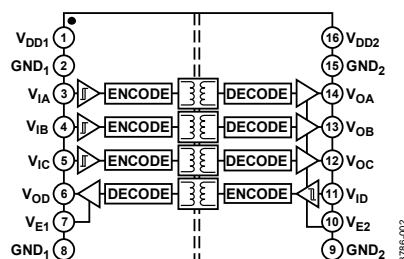 VDD1 1 16 VDD2
GND1 2 15 GND2
VIA 3 ENCODE DECODE 14 VOA
VIB 4 ENCODE DECODE 13 VOB
VIC 5 ENCODE DECODE 12 VOC
VOD 6 DECODE ENCODE 11 VID
VE1 7 10 VE2
GND1 8 9 GND2